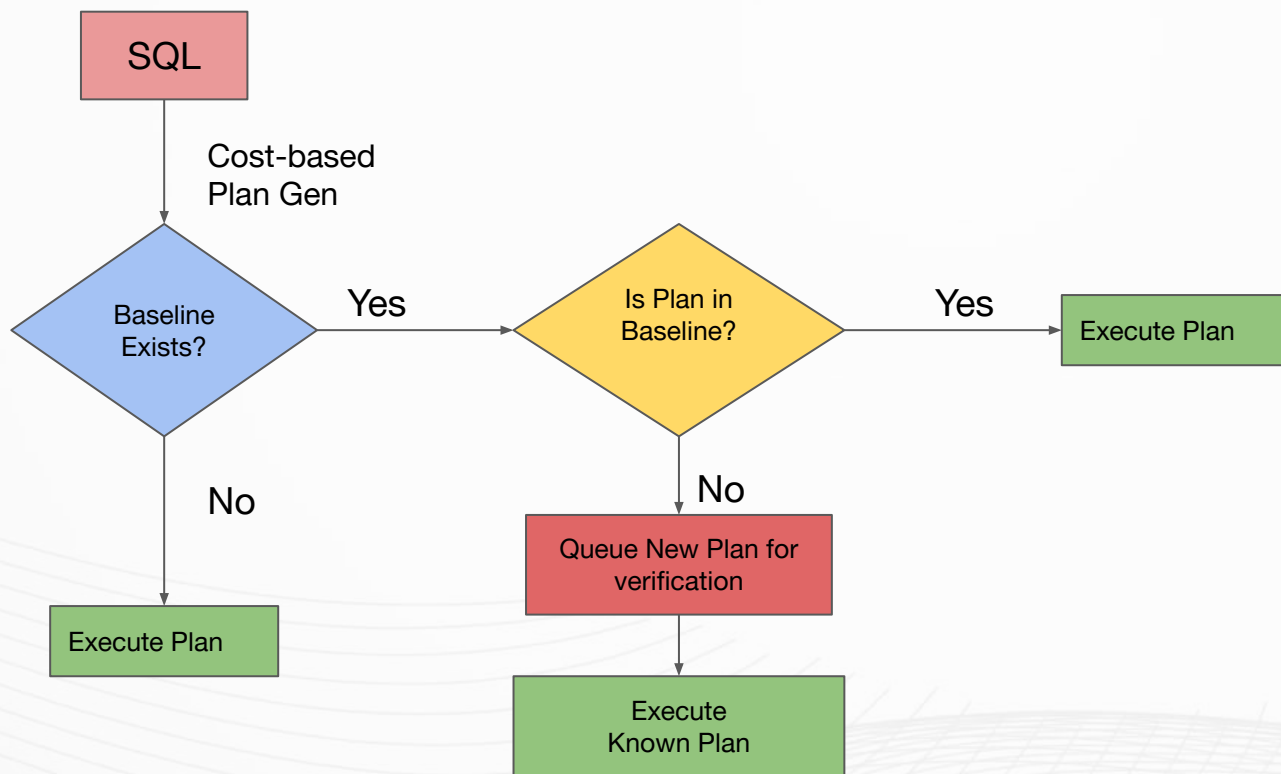 SQL
Cost-based
Plan Gen
Baseline
Exists?
Yes
Is Plan in
Baseline?
Yes
Execute Plan
No
No
Queue New Plan for
verification
Execute Plan
Execute
Known Plan